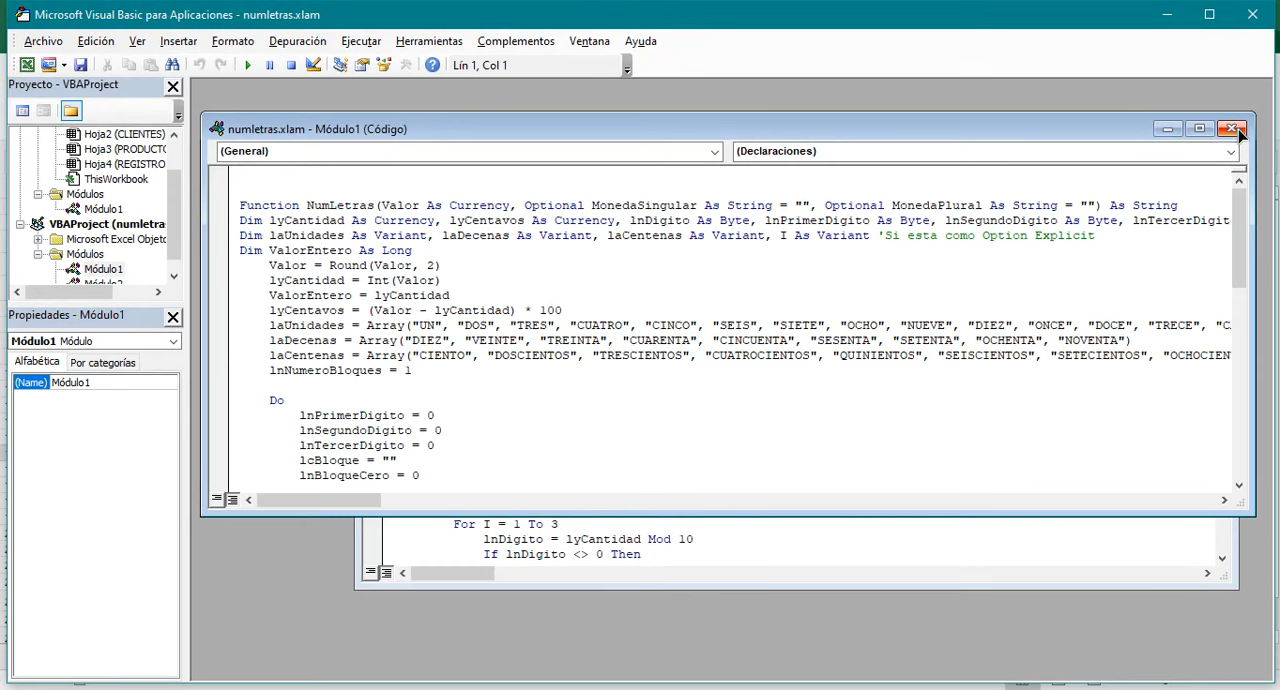 Microsoft Visual Basic para Aplicaciones - numletras.xlam
Archivo Edición Ver Insertar Formato Depuración Ejecutar Herramientas Complementos Ventana Ayuda
Lín 1, Col 1
Proyecto - VBAProject
Hoja2 (CLIENTES)
Hoja3 (PRODUCTO
Hoja4 (REGISTRO
ThisWorkbook
Módulos
Módulo1
VBAProject (numletra
Microsoft Excel Objeto
Módulos
Módulo1
Propiedades - Módulo1
Módulo1 Módulo
Alfabética Por categorías
(Name) Módulo1
numletras.xlam - Módulo1 (Código)
(General) (Declaraciones)
Function NumLetras(Valor As Currency, Optional MonedaSingular As String = "", Optional MonedaPlural As String = "") As String
Dim lyCantidad As Currency, lyCentavos As Currency, lnDigito As Byte, lnPrimerDigito As Byte, lnSegundoDigito As Byte, lnTercerDigit
Dim laUnidades As Variant, laDecenas As Variant, laCentenas As Variant, I As Variant 'Si esta como Option Explicit
Dim ValorEntero As Long
Valor = Round(Valor, 2)
lyCantidad = Int(Valor)
ValorEntero = lyCantidad
lyCentavos = (Valor - lyCantidad) * 100
laUnidades = Array("UN", "DOS", "TRES", "CUATRO", "CINCO", "SEIS", "SIETE", "OCHO", "NUEVE", "DIEZ", "ONCE", "DOCE", "TRECE", "CA
laDecenas = Array("DIEZ", "VEINTE", "TREINTA", "CUARENTA", "CINCUENTA", "SESENTA", "SETENTA", "OCHENTA", "NOVENTA")
laCentenas = Array("CIENTO", "DOSCIENTOS", "TRESCIENTOS", "CUATROCIENTOS", "QUINIENTOS", "SEISCIENTOS", "SETECIENTOS", "OCHOCIEN
lnNumeroBloques = 1
Do
lnPrimerDigito = 0
lnSegundoDigito = 0
lnTercerDigito = 0
lcBloque = ""
lnBloqueCero = 0
For I = 1 To 3
lnDigito = lyCantidad Mod 10
If lnDigito <> 0 Then